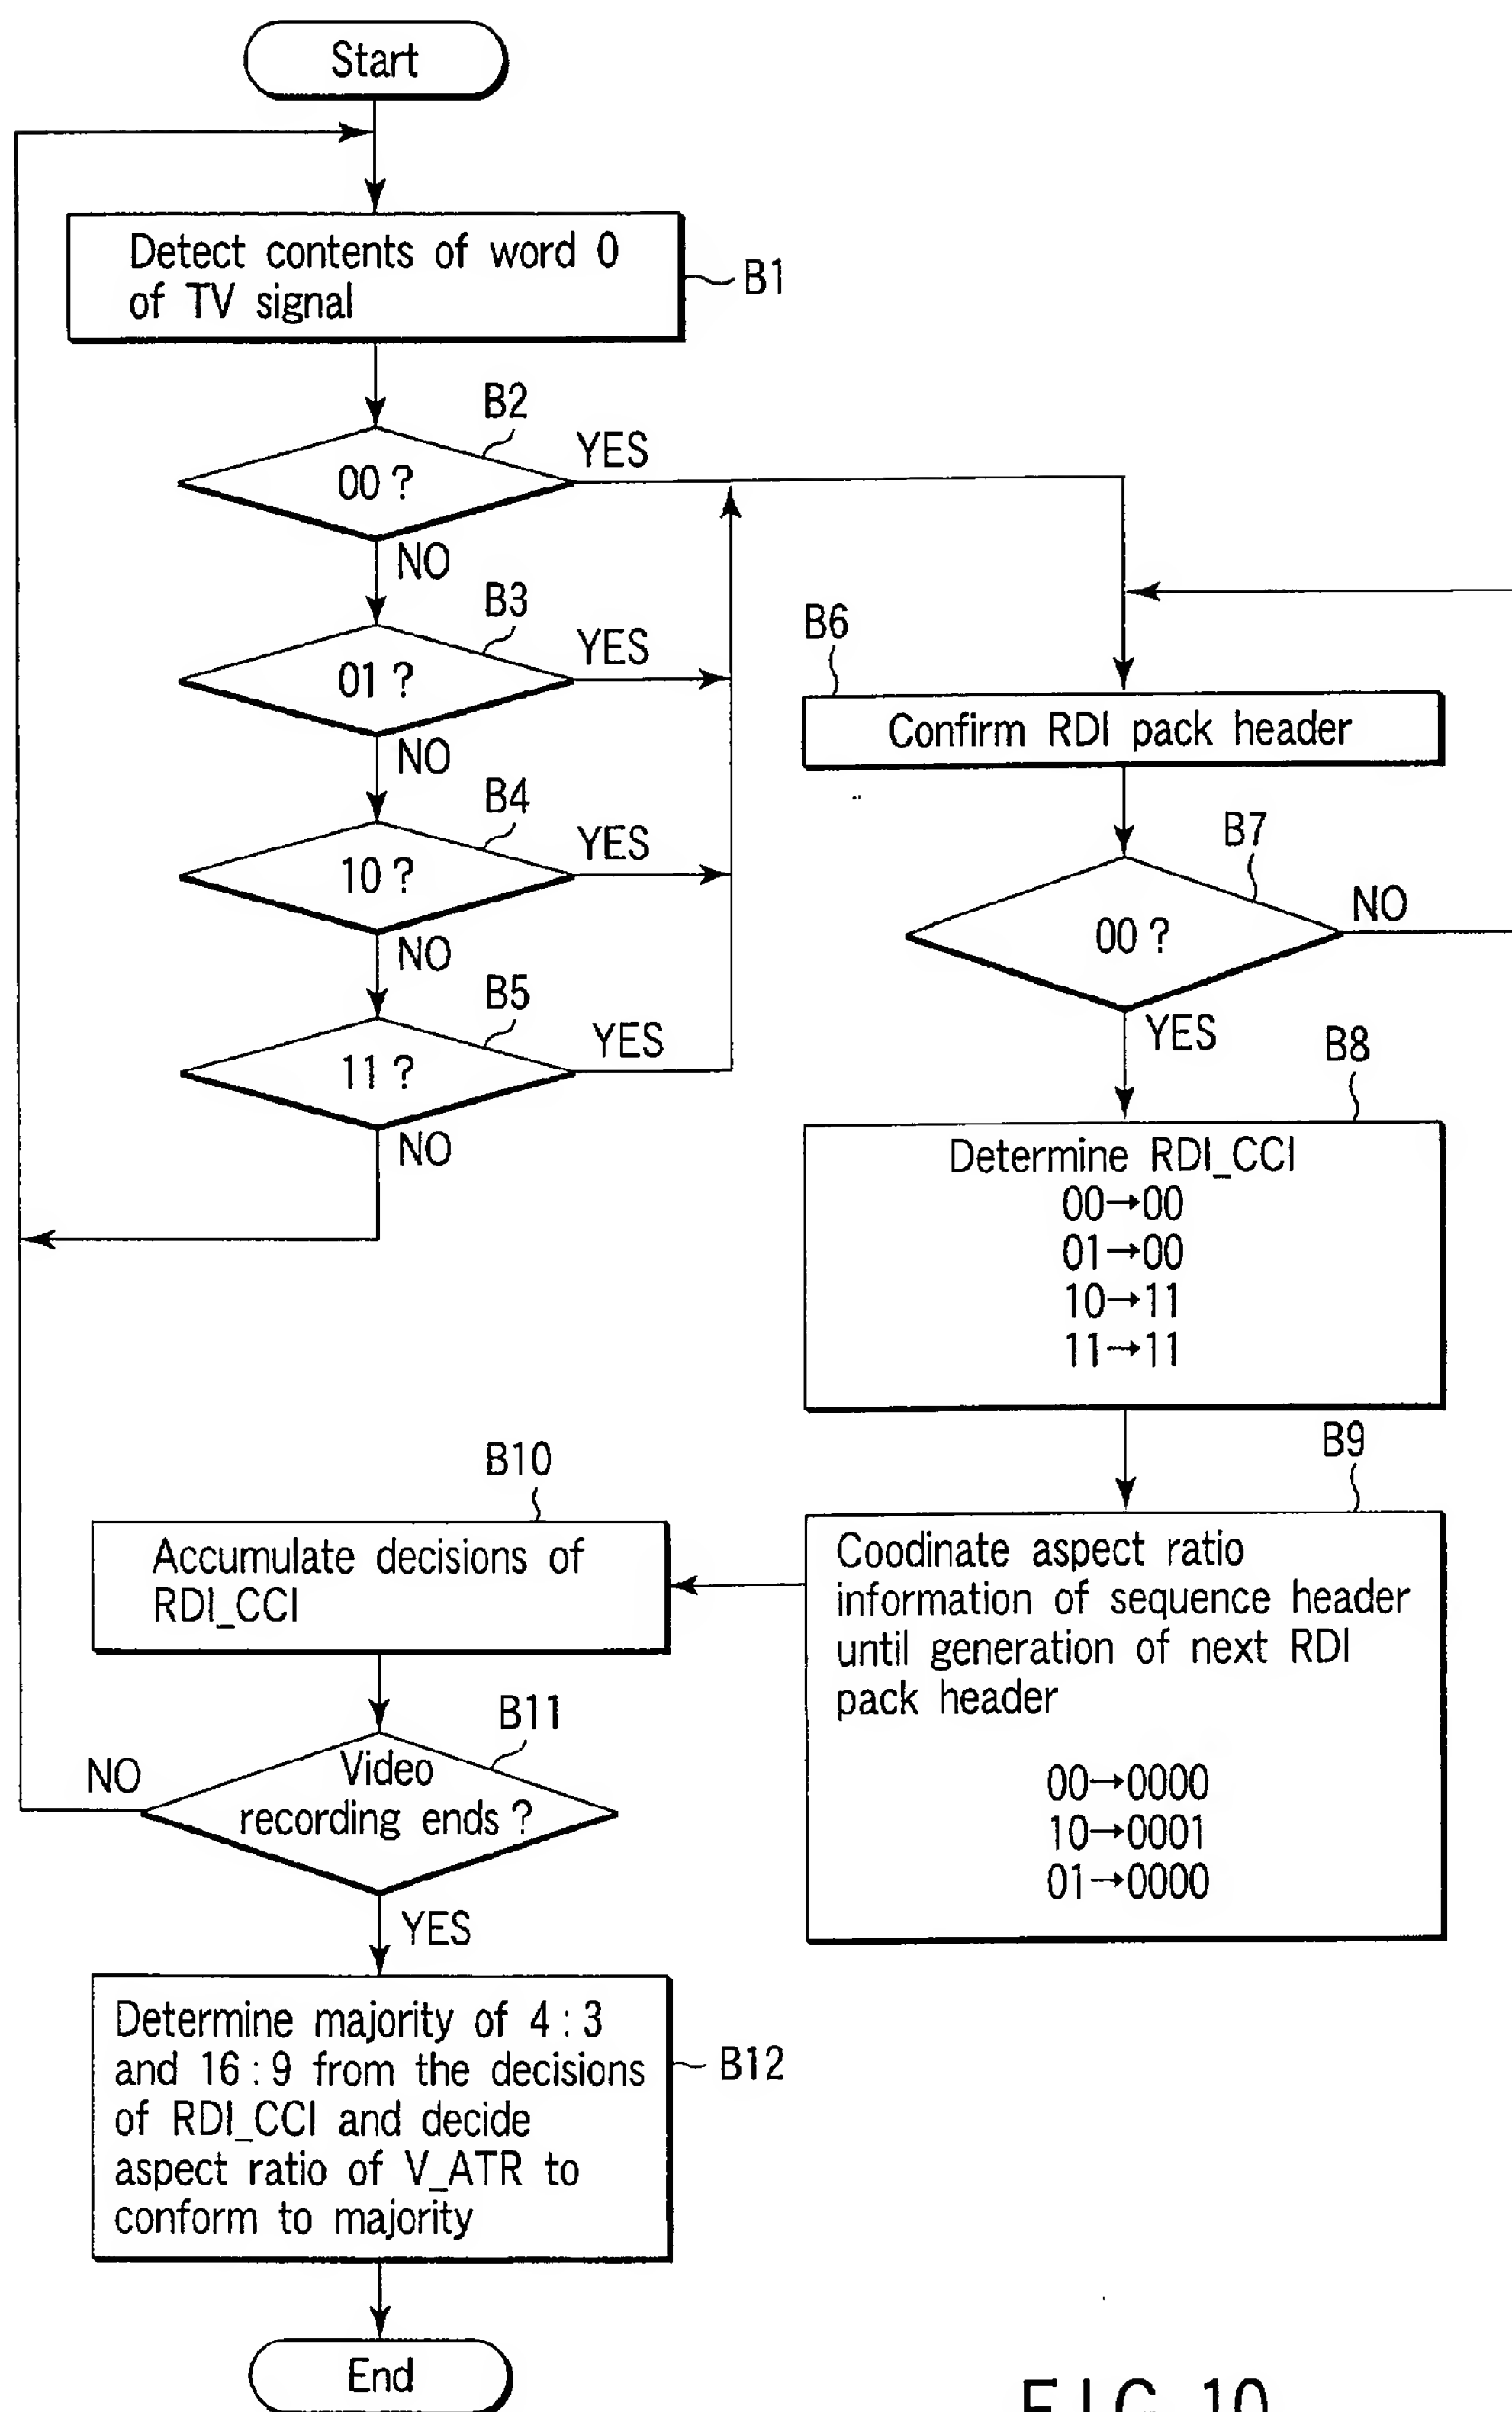 Start
Detect contents of word 0
of TV signal
B1
B2
00 ?
YES
NO
B3
01 ?
YES
NO
B4
10 ?
YES
NO
B5
11 ?
YES
NO
B6
Confirm RDI pack header
B7
00 ?
NO
YES
B8
Determine RDI_CCI
00→00
01→00
10→11
11→11
B9
Coodinate aspect ratio
information of sequence header
until generation of next RDI
pack header
00→0000
10→0001
01→0000
B10
Accumulate decisions of
RDI_CCI
B11
Video
recording ends ?
NO
YES
Determine majority of 4 : 3
and 16 : 9 from the decisions
of RDI_CCI and decide
aspect ratio of V_ATR to
conform to majority
B12
End
FIG. 10